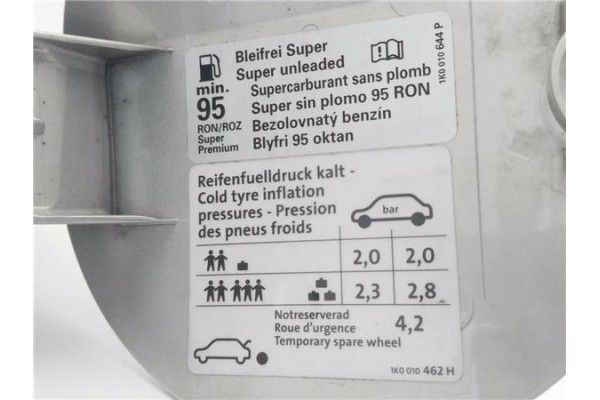 Bleifrei Super
Super unleaded
Supercarburant sans plomb
Super sin plomo 95 RON
Bezolovnatý benzín
Blyfri 95 oktan
min.
95
RON/ROZ
Super
Premium
1K0 010 644 P
Reifenfuelldruck kalt -
Cold tyre inflation
pressures - Pression
des pneus froids
bar
2,0 2,0
2,3 2,8
Notreserverad
Roue d'urgence
Temporary spare wheel
4,2
1K0 010 462 H